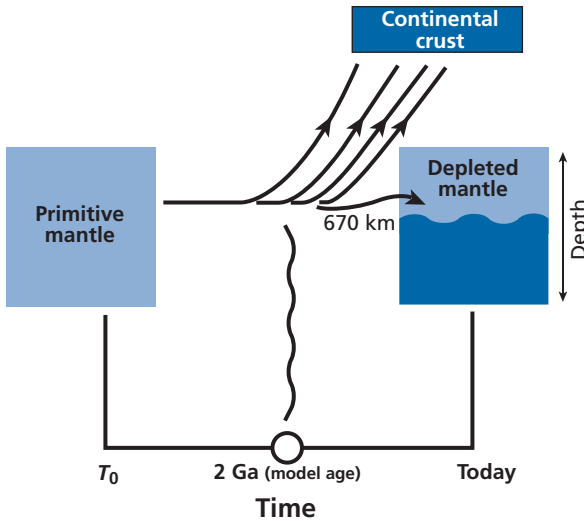 Continental
crust
Primitive
mantle
Depleted
mantle
670 km
Depth
T0
2 Ga (model age)
Today
Time